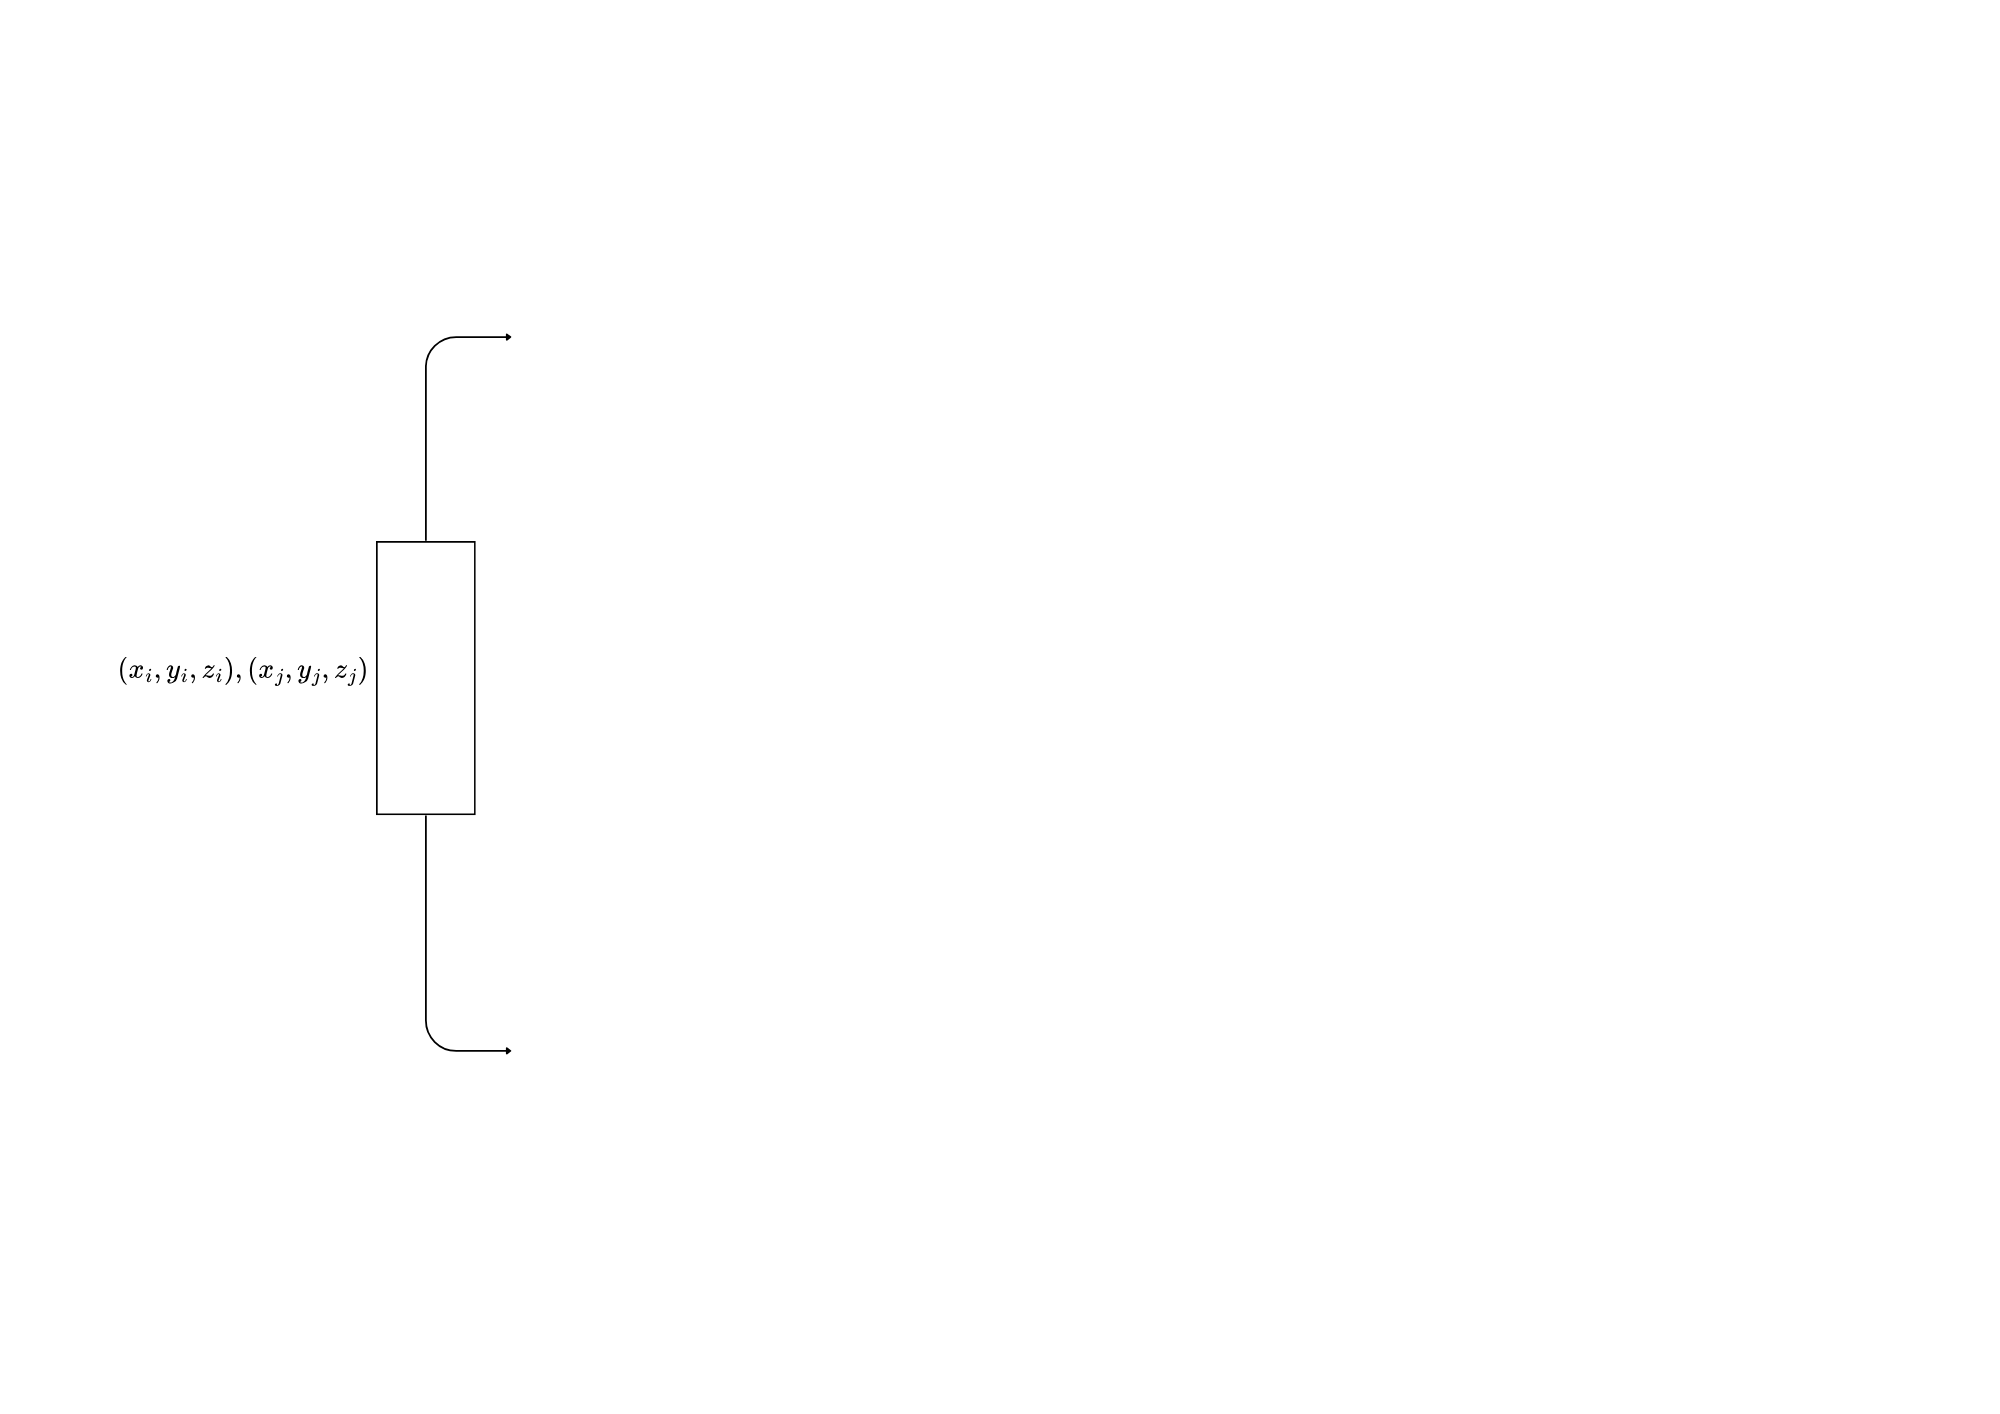 (x_i, y_i, z_i), (x_j, y_j, z_j)